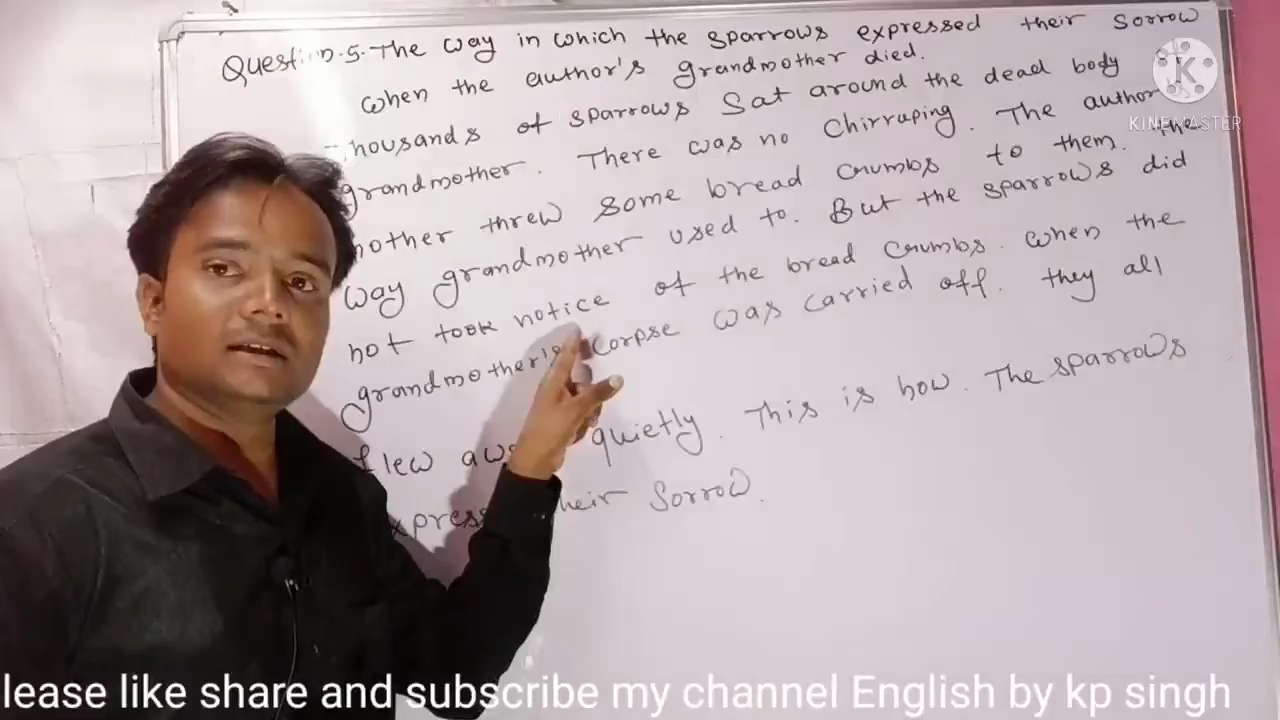 Question.5. The way in which the sparrows expressed their sorrow
when the author's grandmother died.
Thousands of sparrows sat around the dead body
grandmother. There was no chirruping. The author
mother threw some bread crumbs to them. The
way grandmother used to. But the sparrows did
not took notice of the bread crumbs. when the
grandmother's corpse was carried off. they all
flew away quietly. This is how. The sparrows
express their sorrow.
KINEMASTER
lease like share and subscribe my channel English by kp singh